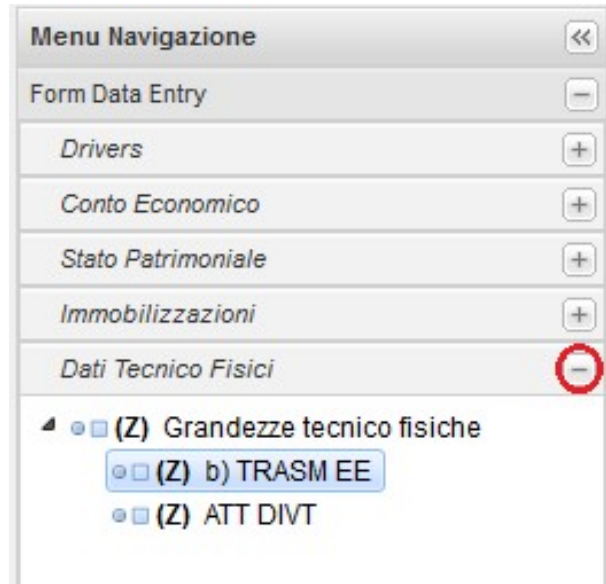 Menu Navigazione
Form Data Entry
Drivers
Conto Economico
Stato Patrimoniale
Immobilizzazioni
Dati Tecnico Fisici
(Z) Grandezze tecnico fisiche
(Z) b) TRASM EE
(Z) ATT DIVT